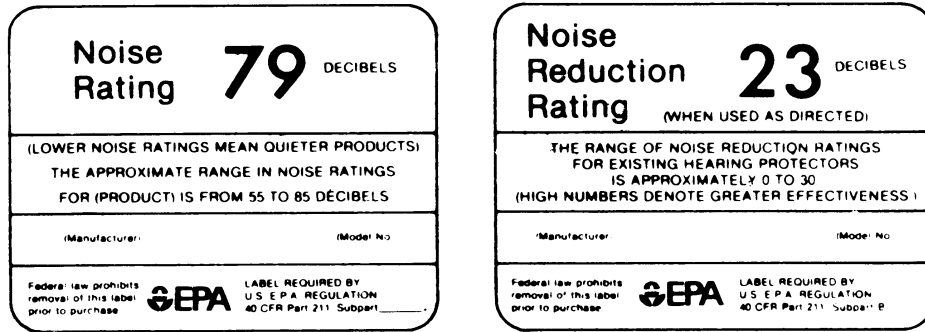 Noise
Rating
79
DECIBELS
(LOWER NOISE RATINGS MEAN QUIETER PRODUCTS)
THE APPROXIMATE RANGE IN NOISE RATINGS
FOR (PRODUCT) IS FROM 55 TO 85 DECIBELS
(Manufacturer) (Model No
Federal law prohibits
removal of this label
prior to purchase
EPA
LABEL REQUIRED BY
U S E P A REGULATION
40 CFR Part 211 Subpart______.
Noise
Reduction
Rating
23
DECIBELS
(WHEN USED AS DIRECTED)
THE RANGE OF NOISE REDUCTION RATINGS
FOR EXISTING HEARING PROTECTORS
IS APPROXIMATELY 0 TO 30
(HIGH NUMBERS DENOTE GREATER EFFECTIVENESS)
(Manufacturer (Model No
Federal law prohibits
removal of this label
prior to purchase
EPA
LABEL REQUIRED BY
U S E P A REGULATION
40 CFR Part 211 Subpart B